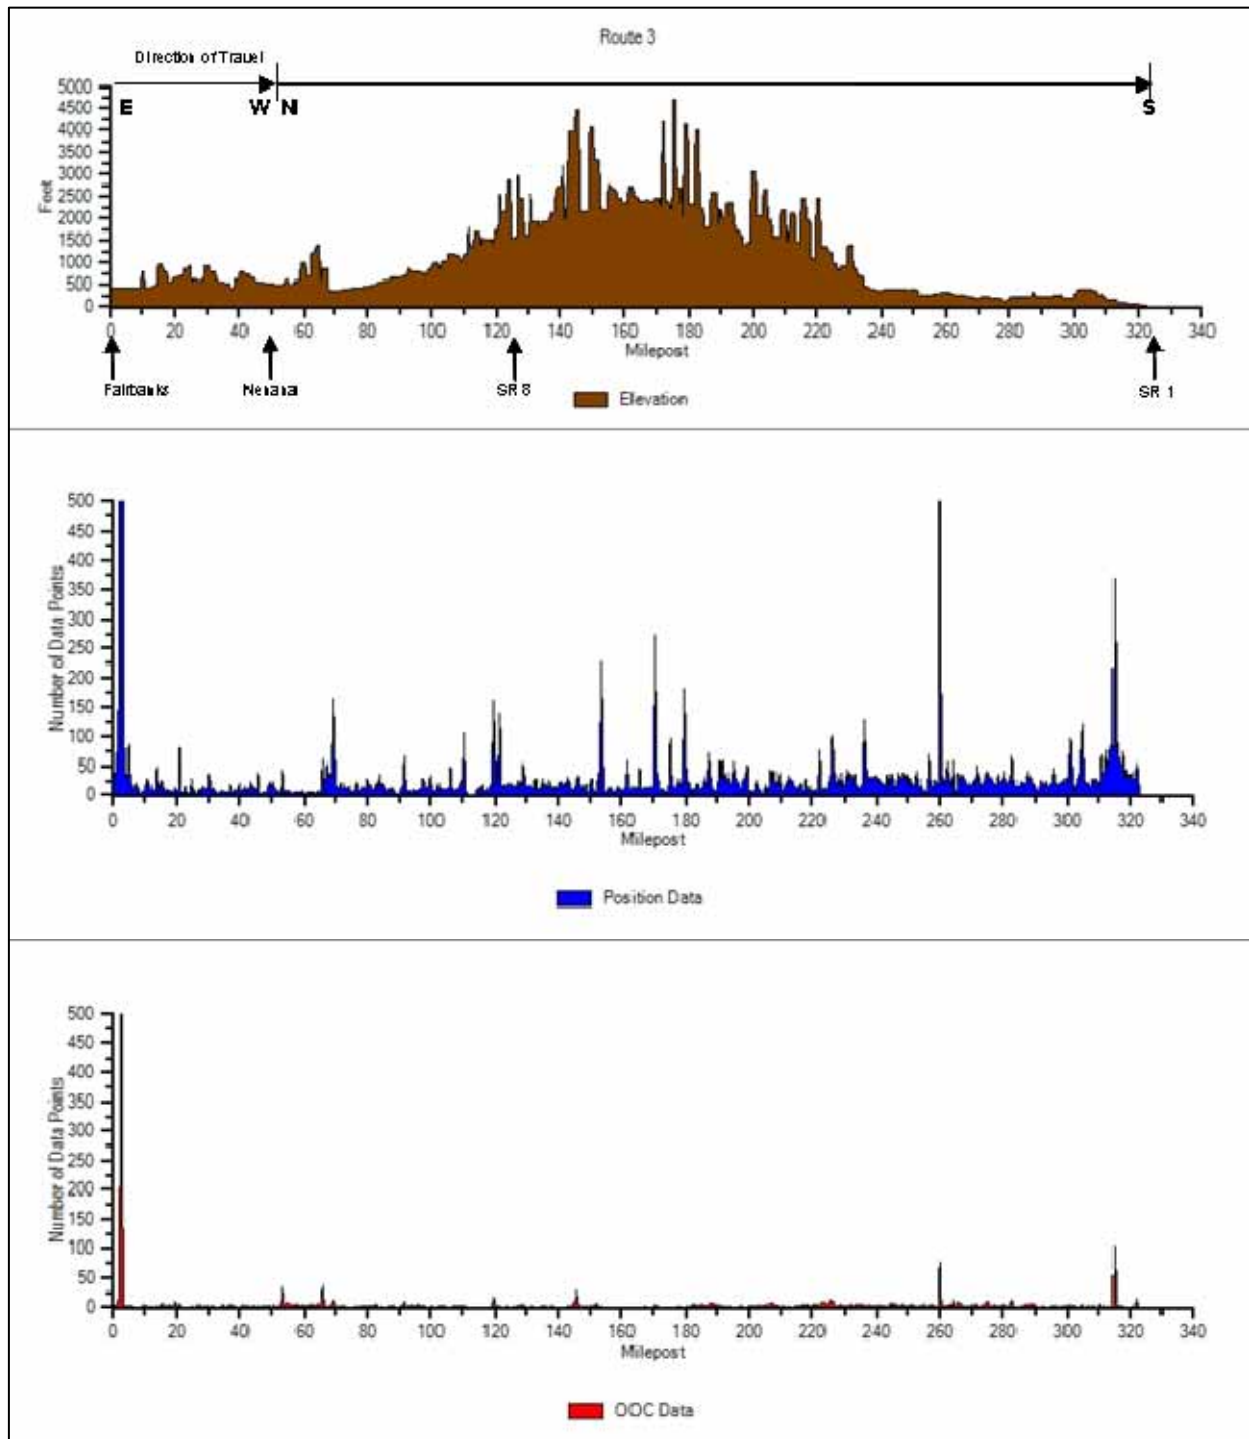 Route 3
Direction of Travel
E W N S
5000
4500
4000
3500
3000
2500
2000
1500
1000
500
0
Feet
0 20 40 60 80 100 120 140 160 180 200 220 240 260 280 300 320 340
Milepost
Fairbanks Nenana SR 8 SR 1
Elevation
500
450
400
350
300
250
200
150
100
50
0
Number of Data Points
0 20 40 60 80 100 120 140 160 180 200 220 240 260 280 300 320 340
Milepost
Position Data
500
450
400
350
300
250
200
150
100
50
0
Number of Data Points
0 20 40 60 80 100 120 140 160 180 200 220 240 260 280 300 320 340
Milepost
OOC Data